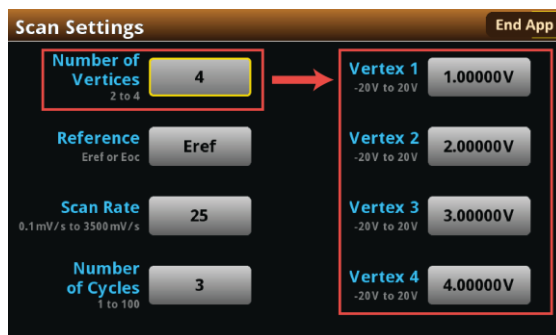 Scan Settings
End App
Number of
Vertices
2 to 4
4
Vertex 1
-20V to 20V
1.00000V
Reference
Eref or Eoc
Eref
Vertex 2
-20V to 20V
2.00000V
Scan Rate
0.1mV/s to 3500mV/s
25
Vertex 3
-20V to 20V
3.00000V
Number
of Cycles
1 to 100
3
Vertex 4
-20V to 20V
4.00000V